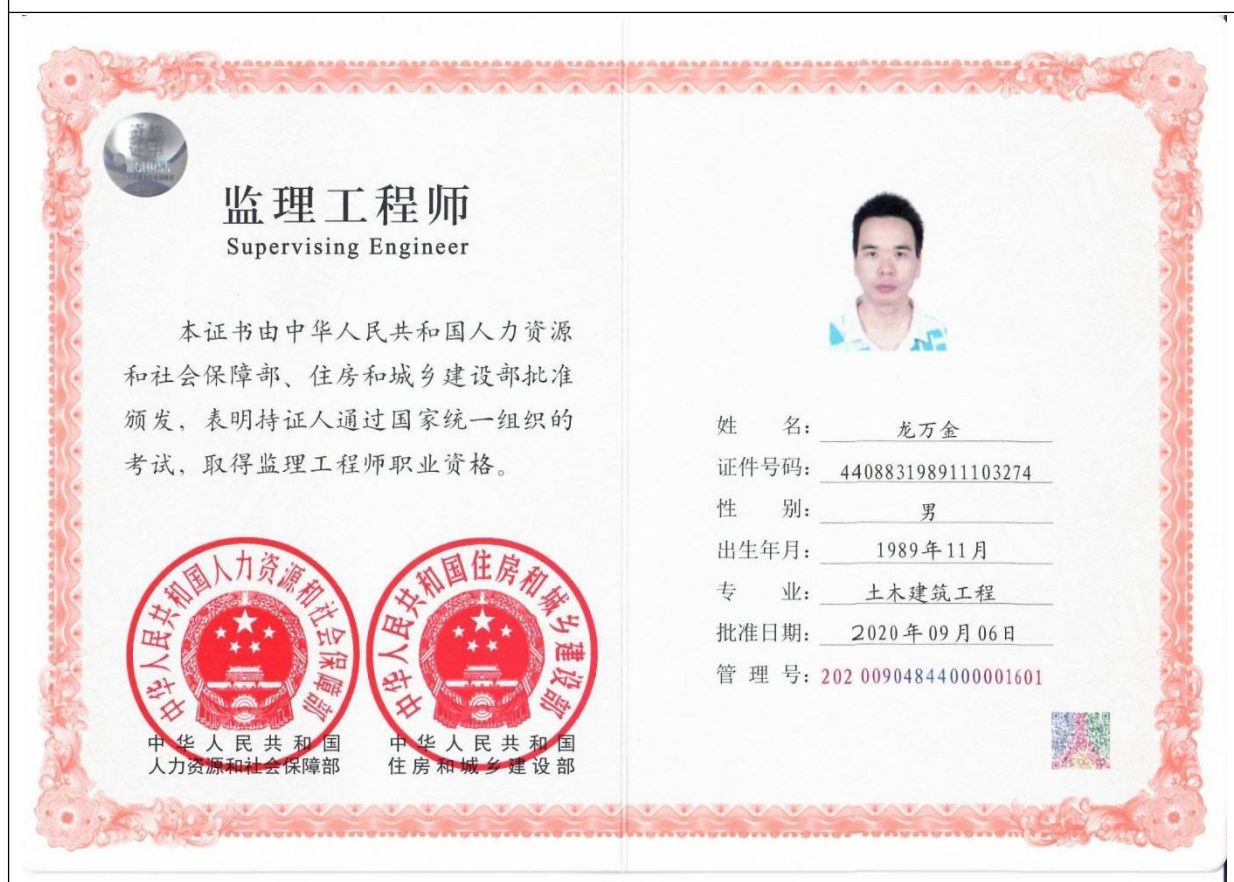 监理工程师
Supervising Engineer
本证书由中华人民共和国人力资源
和社会保障部、住房和城乡建设部批准
颁发，表明持证人通过国家统一组织的
考试，取得监理工程师职业资格。
中华人民共和国人力资源和社会保障部
中华人民共和国住房和城乡建设部
中华人民共和国
人力资源和社会保障部
中华人民共和国
住房和城乡建设部
姓 名：龙万金
证件号码：440883198911103274
性 别：男
出生年月：1989年11月
专 业：土木建筑工程
批准日期：2020年09月06日
管 理 号：202 00904844000001601